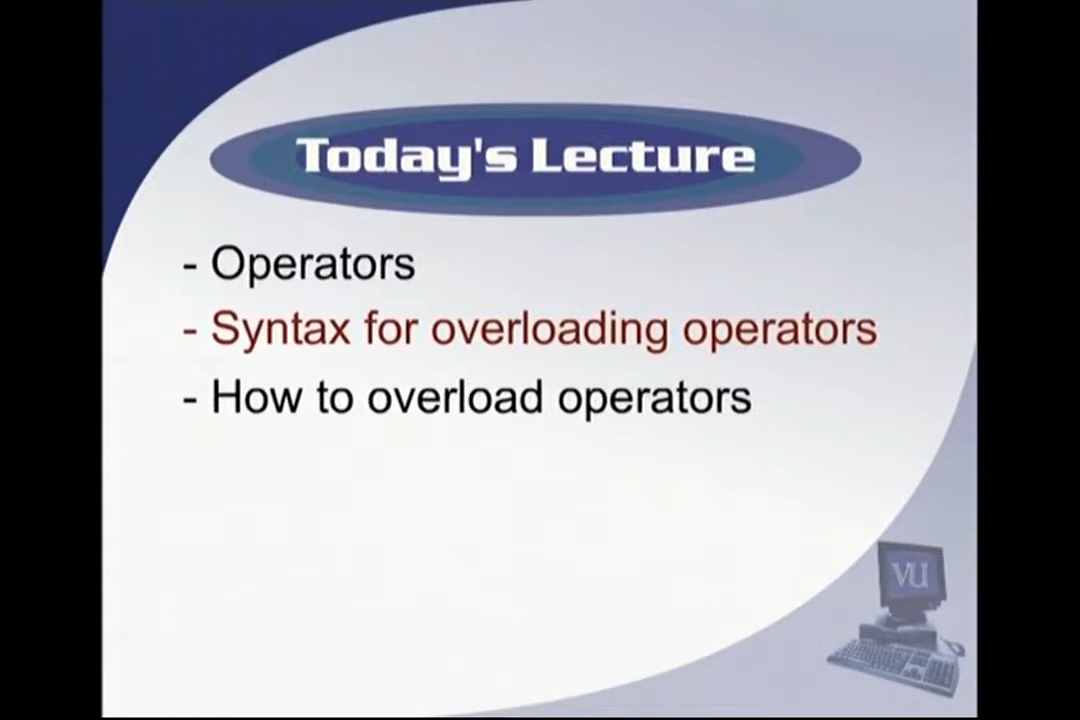 Today's Lecture
- Operators
- Syntax for overloading operators
- How to overload operators
VU